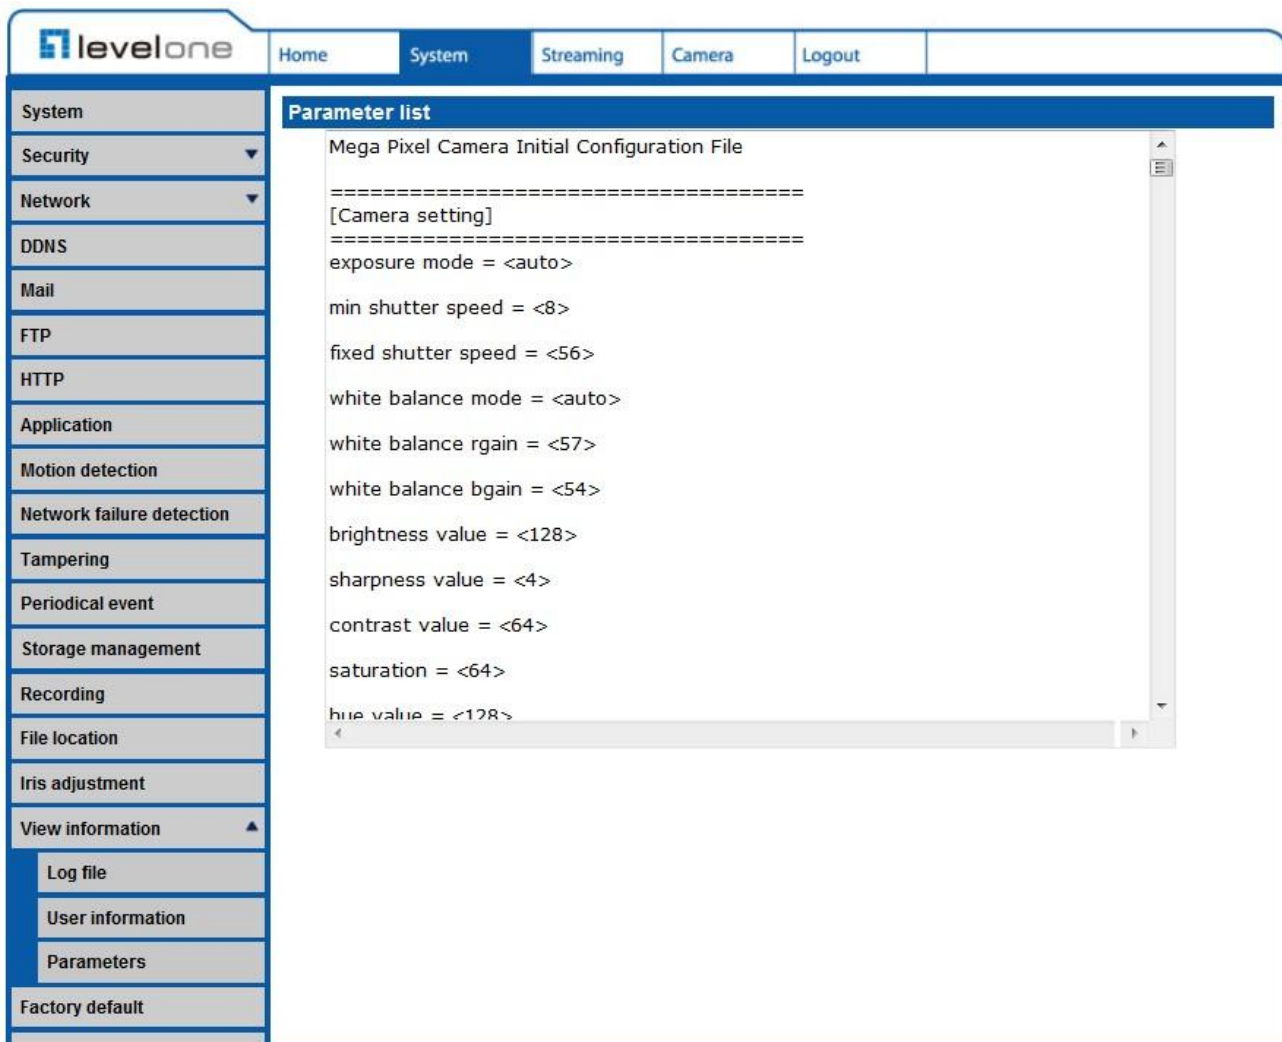 levelone
Home
System
Streaming
Camera
Logout
System
Security
Network
DDNS
Mail
FTP
HTTP
Application
Motion detection
Network failure detection
Tampering
Periodical event
Storage management
Recording
File location
Iris adjustment
View information
Log file
User information
Parameters
Factory default
Parameter list
Mega Pixel Camera Initial Configuration File
=====================================
[Camera setting]
=====================================
exposure mode = <auto>
min shutter speed = <8>
fixed shutter speed = <56>
white balance mode = <auto>
white balance rgain = <57>
white balance bgain = <54>
brightness value = <128>
sharpness value = <4>
contrast value = <64>
saturation = <64>
hue value = <128>